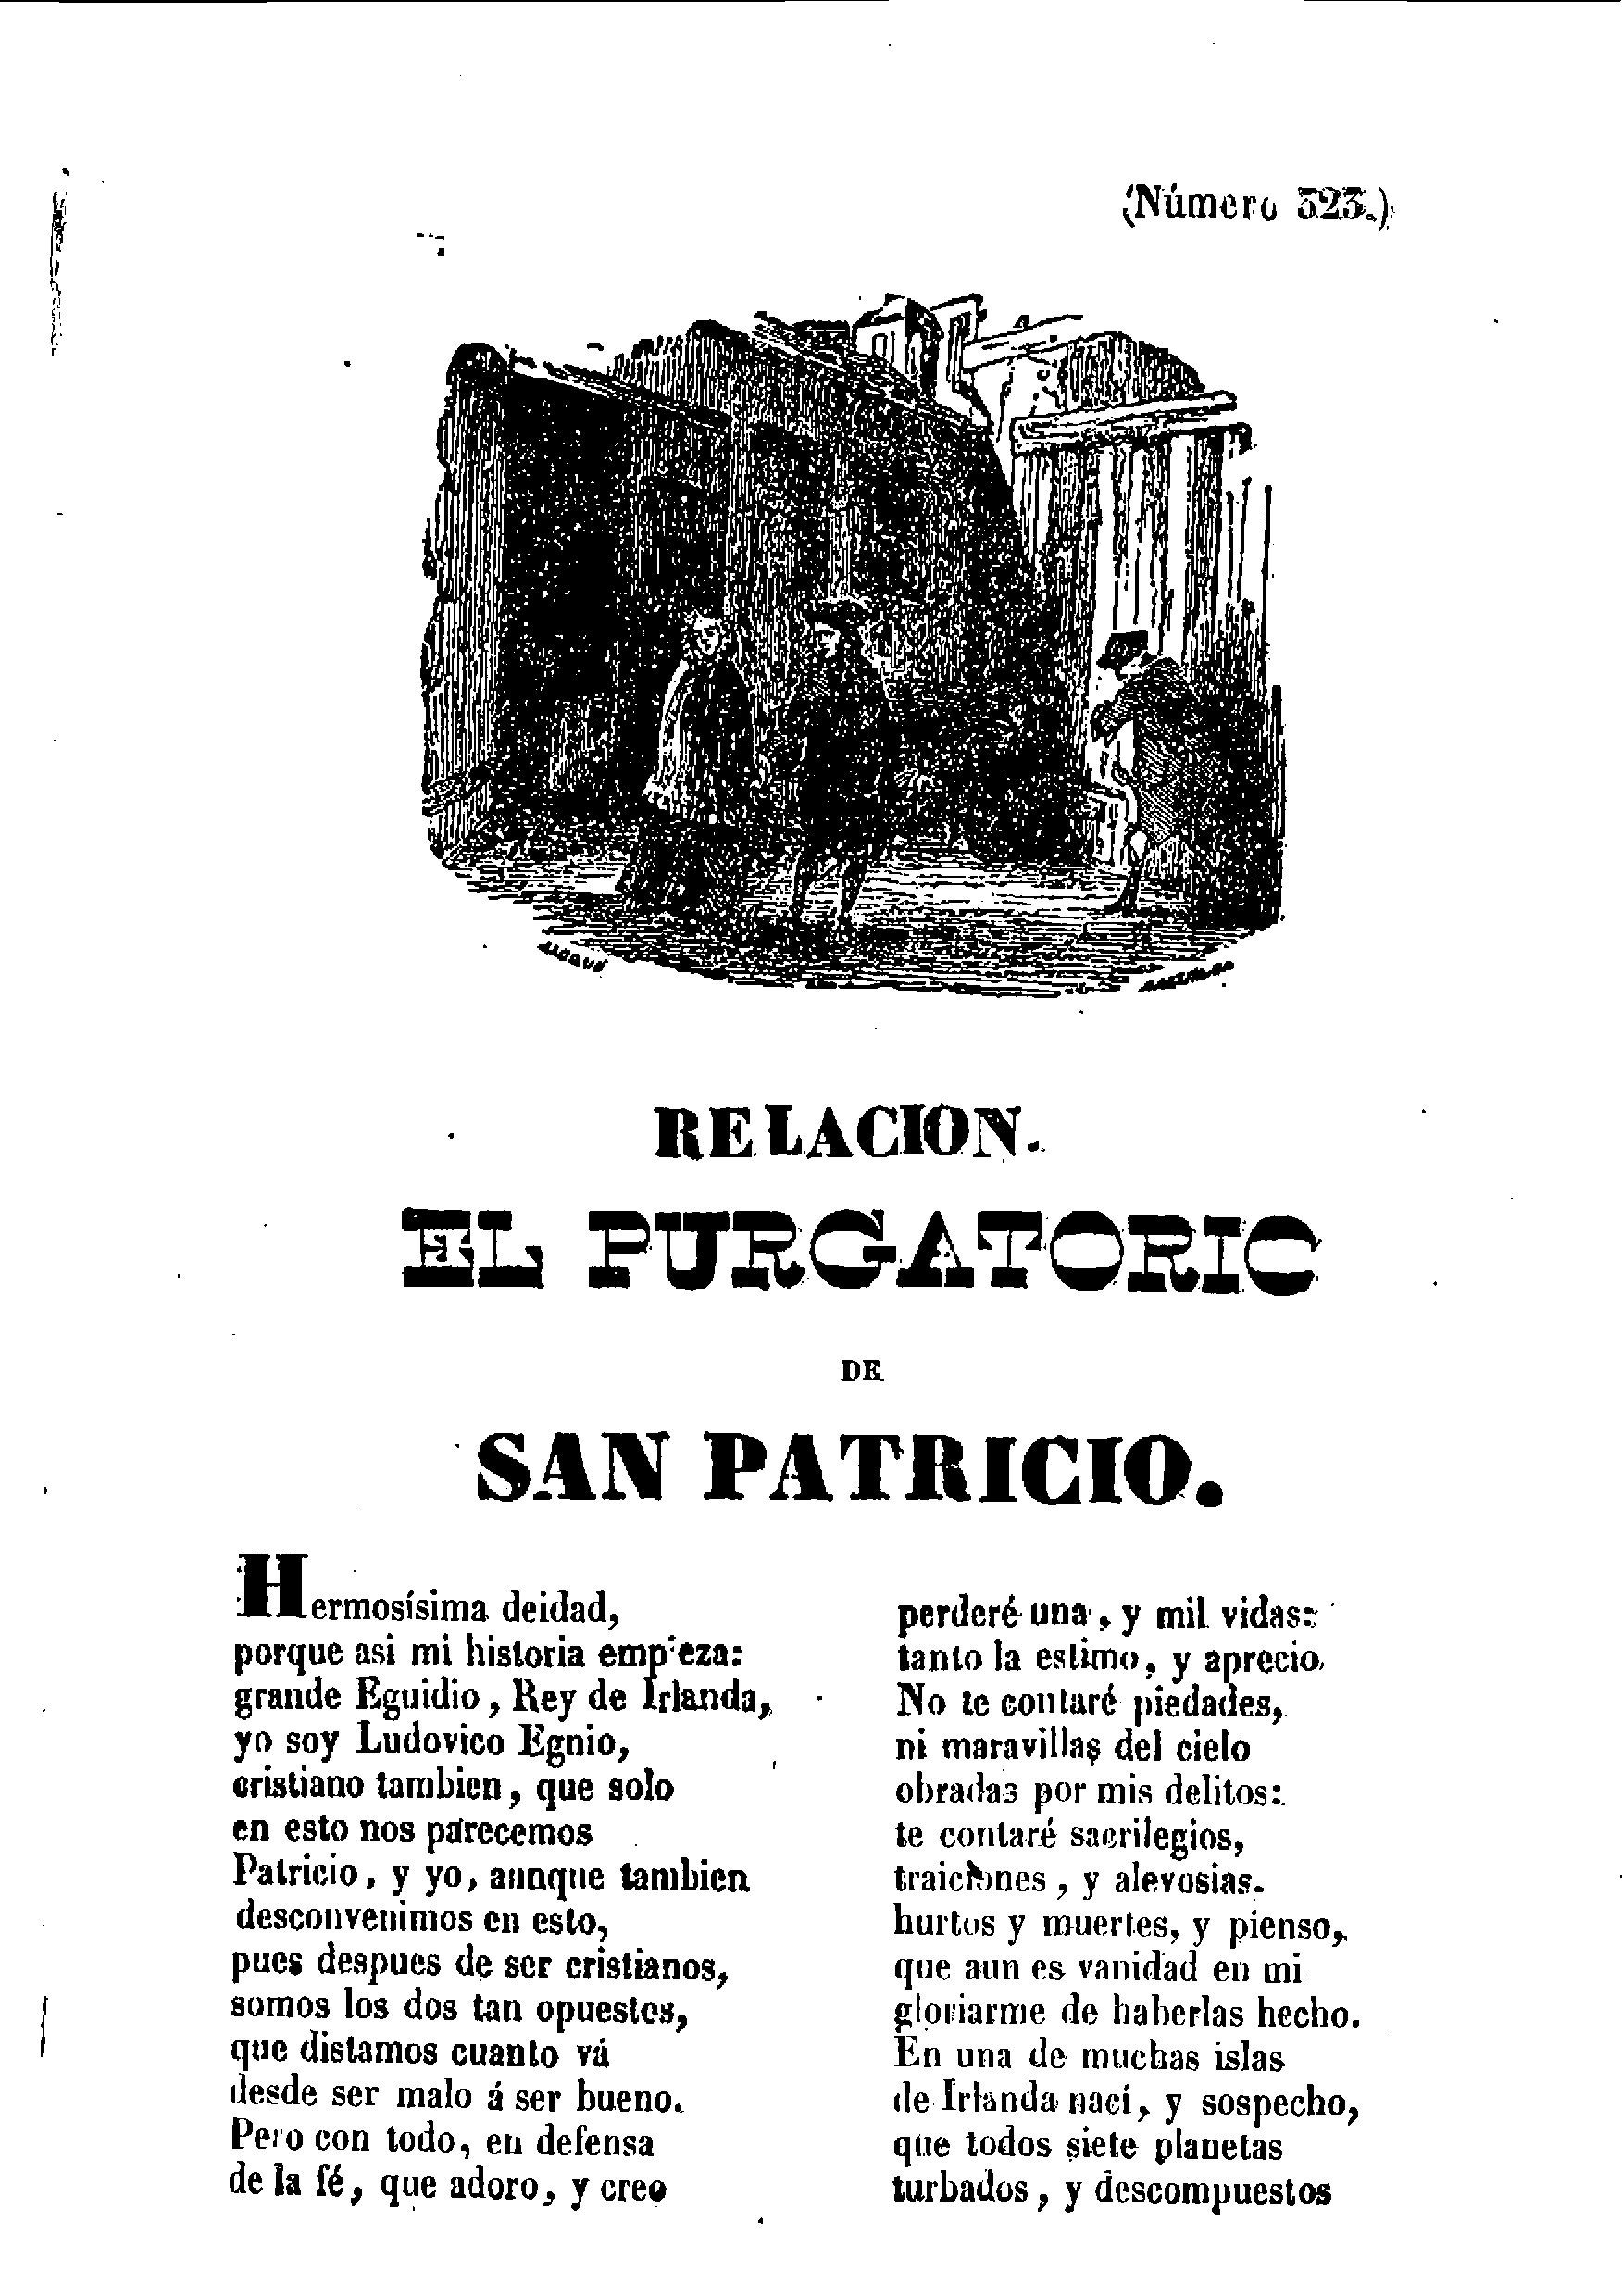 (Número 323.)
RELACION.
EL PURGATORIO
DE
SAN PATRICIO.
Hermosísima deidad,
porque asi mi historia empieza:
grande Eguidio, Rey de Irlanda,
yo soy Ludovico Egnio,
cristiano tambien, que solo
en esto nos parecemos
Patricio, y yo, aunque tambien
desconvenimos en esto,
pues despues de ser cristianos,
somos los dos tan opuestos,
que distamos cuanto vá
desde ser malo á ser bueno.
Pero con todo, en defensa
de la fé, que adoro, y creo
perderé una, y mil vidas:
tanto la estimo, y aprecio.
No te contaré piedades,
ni maravillas del cielo
obradas por mis delitos:
te contaré sacrilegios,
traiciones, y alevosias.
hurtos y muertes, y pienso,
que aun es vanidad en mi
gloriarme de haberlas hecho.
En una de muchas islas
de Irlanda nací, y sospecho,
que todos siete planetas
turbados, y descompuestos